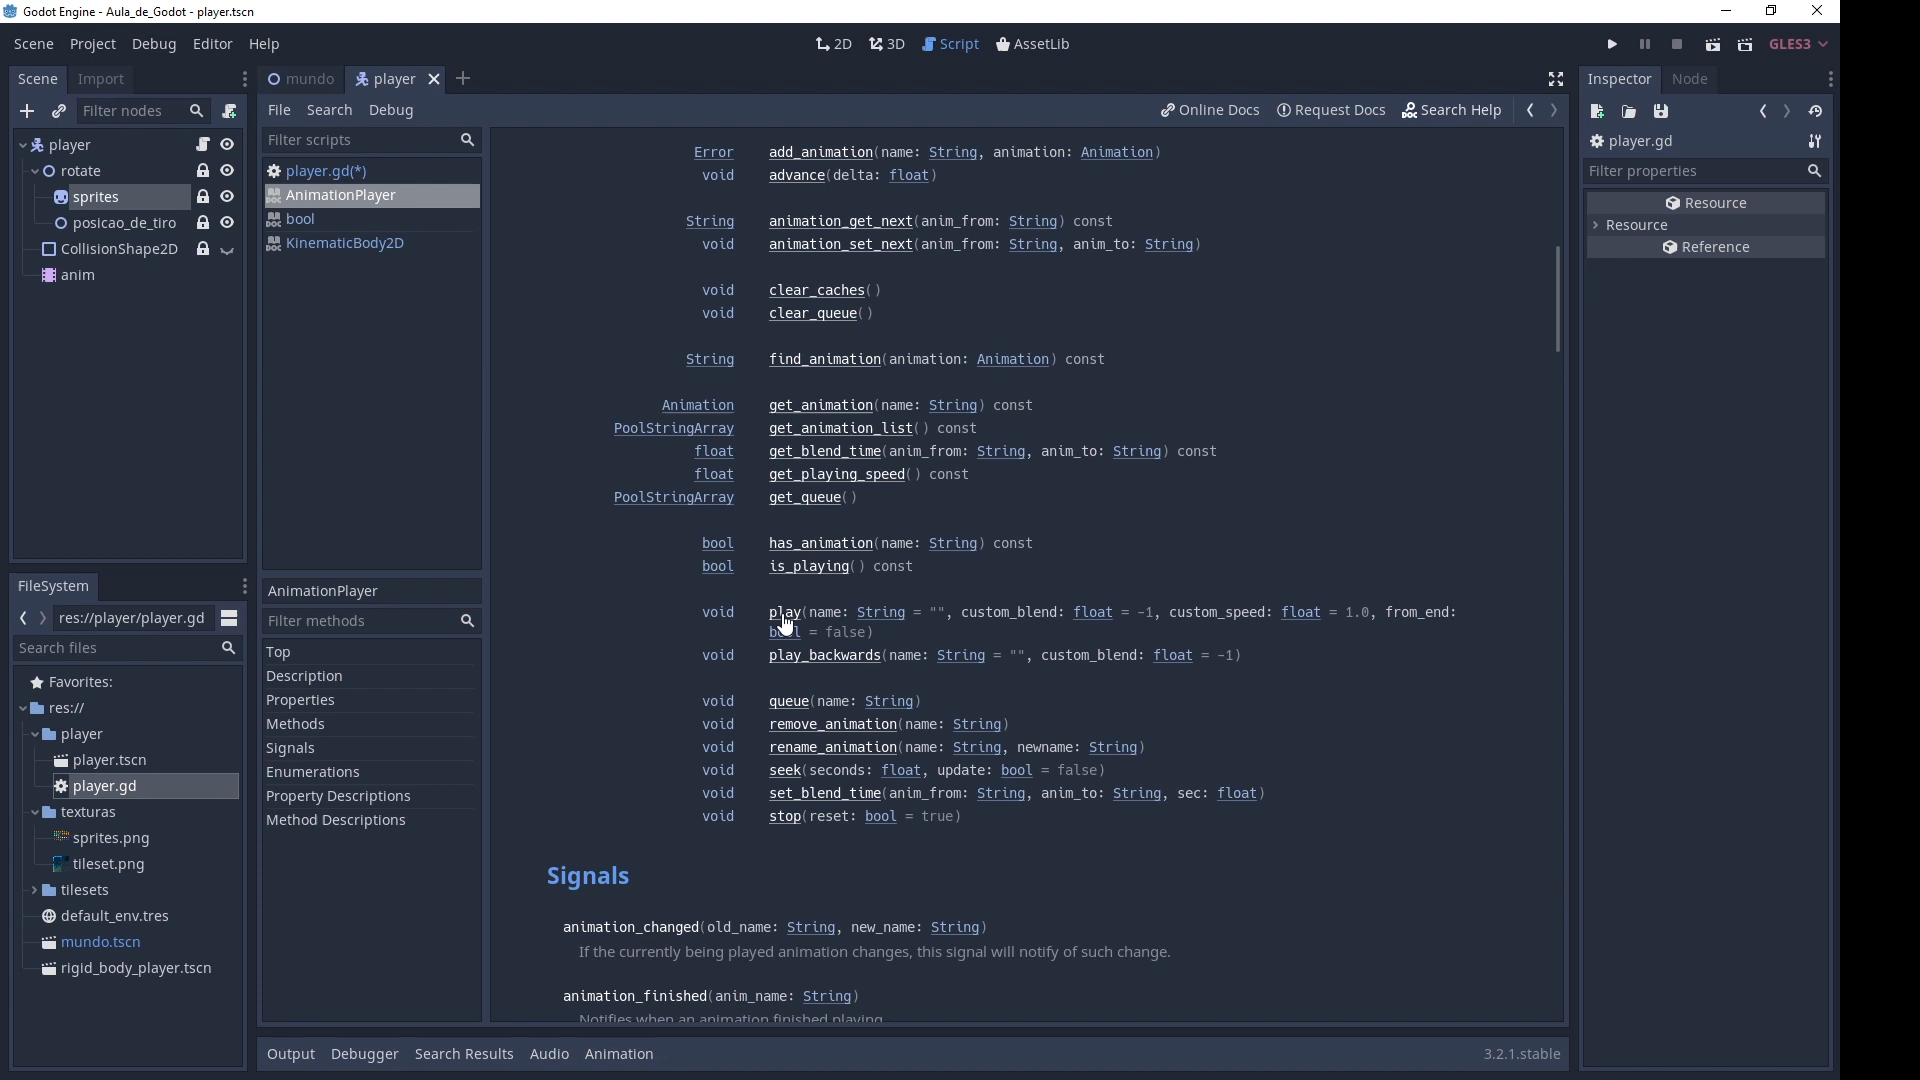 Godot Engine - Aula_de_Godot - player.tscn
Scene Project Debug Editor Help
2D 3D Script AssetLib
GLES3
Scene Import
Filter nodes
player
rotate
sprites
posicao_de_tiro
CollisionShape2D
anim
FileSystem
res://player/player.gd
Search files
Favorites:
res://
player
player.tscn
player.gd
texturas
sprites.png
tileset.png
tilesets
default_env.tres
mundo.tscn
rigid_body_player.tscn
mundo player
File Search Debug
Online Docs Request Docs Search Help
Filter scripts
player.gd(*)
AnimationPlayer
bool
KinematicBody2D
AnimationPlayer
Filter methods
Top
Description
Properties
Methods
Signals
Enumerations
Property Descriptions
Method Descriptions
Error add_animation(name: String, animation: Animation)
void advance(delta: float)
String animation_get_next(anim_from: String) const
void animation_set_next(anim_from: String, anim_to: String)
void clear_caches()
void clear_queue()
String find_animation(animation: Animation) const
Animation get_animation(name: String) const
PoolStringArray get_animation_list() const
float get_blend_time(anim_from: String, anim_to: String) const
float get_playing_speed() const
PoolStringArray get_queue()
bool has_animation(name: String) const
bool is_playing() const
void play(name: String = "", custom_blend: float = -1, custom_speed: float = 1.0, from_end:
bool = false)
void play_backwards(name: String = "", custom_blend: float = -1)
void queue(name: String)
void remove_animation(name: String)
void rename_animation(name: String, newname: String)
void seek(seconds: float, update: bool = false)
void set_blend_time(anim_from: String, anim_to: String, sec: float)
void stop(reset: bool = true)
Signals
animation_changed(old_name: String, new_name: String)
If the currently being played animation changes, this signal will notify of such change.
animation_finished(anim_name: String)
Notifies when an animation finished playing.
Output Debugger Search Results Audio Animation
3.2.1.stable
Inspector Node
player.gd
Filter properties
Resource
Resource
Reference